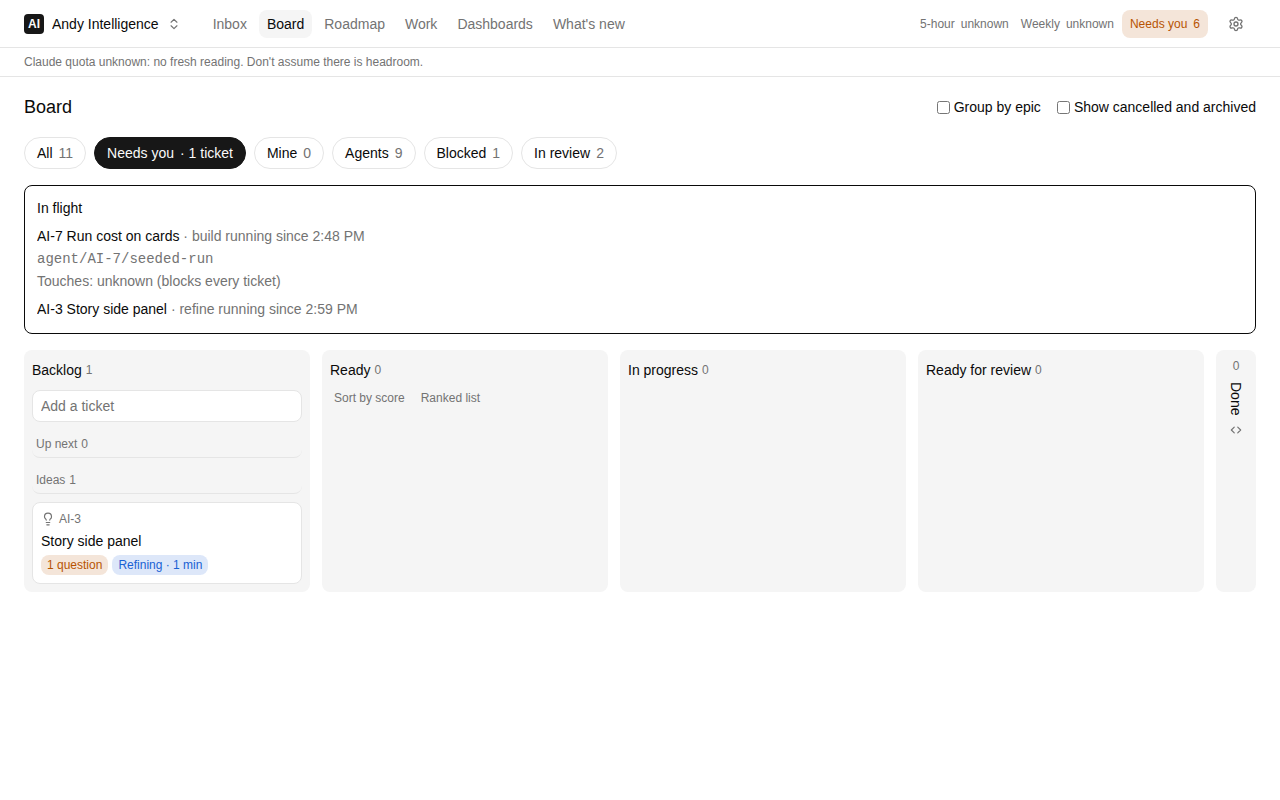 AI Andy Intelligence Inbox Board Roadmap Work Dashboards What's new 5-hour unknown Weekly unknown Needs you 6
Claude quota unknown: no fresh reading. Don't assume there is headroom.
Board Group by epic Show cancelled and archived
All 11 Needs you · 1 ticket Mine 0 Agents 9 Blocked 1 In review 2
In flight
AI-7 Run cost on cards · build running since 2:48 PM
agent/AI-7/seeded-run
Touches: unknown (blocks every ticket)
AI-3 Story side panel · refine running since 2:59 PM
Backlog 1
Add a ticket
Up next 0
Ideas 1
AI-3
Story side panel
1 question Refining · 1 min
Ready 0
Sort by score Ranked list
In progress 0
Ready for review 0
0
Done